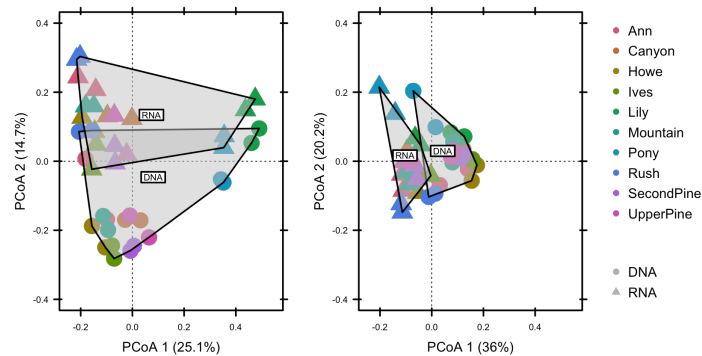 0.4
0.2
0.0
-0.2
-0.4
-0.2
0.0
0.2
0.4
PCoA 2 (14.7%)
PCoA 1 (25.1%)
RNA
DNA
0.4
0.2
0.0
-0.2
-0.4
-0.2
0.0
0.2
0.4
PCoA 2 (20.2%)
PCoA 1 (36%)
RNA
DNA
Ann
Canyon
Howe
Ives
Lily
Mountain
Pony
Rush
SecondPine
UpperPine
DNA
RNA